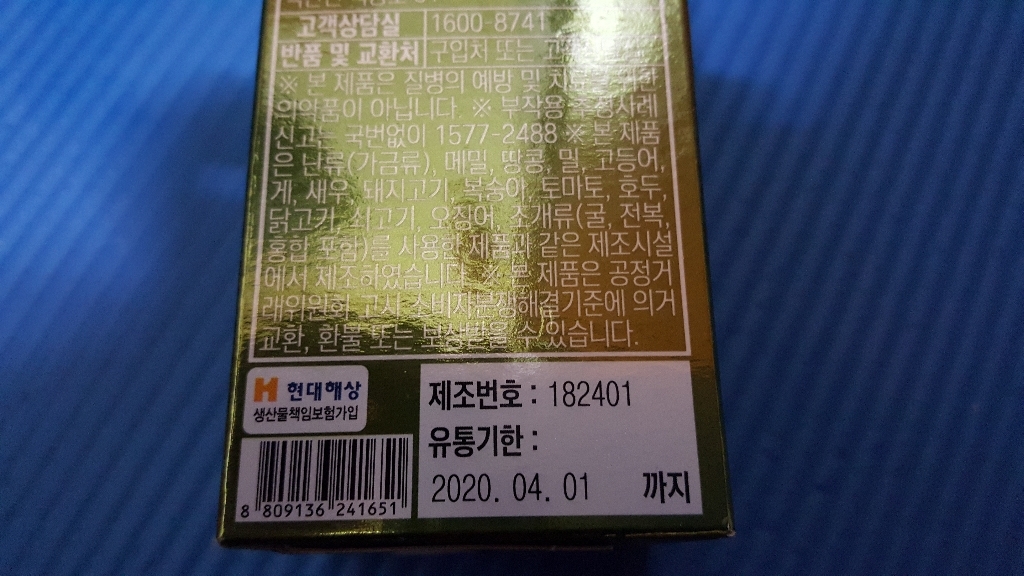 고객상담실 1600 8741
반품 및 교환처 구입처 또는
※ 본 제품은 질병의 예방 및
의약품이 아닙니다. ※ 부작용
신고는 국번없이 1577-2488 ※ 본 제품
은 난류(가금류), 메밀, 땅콩, 밀, 고등어,
게, 새우, 돼지고기, 복숭아, 토마토, 호두,
닭고기, 쇠고기, 오징어, 조개류(굴, 전복,
홍합 포함)를 사용한 제품과 같은 제조시설
에서 제조하였습니다. ※ 본 제품은 공정거
래위원회 고시 소비자분쟁해결기준에 의거
교환, 환불 또는 보상받을 수 있습니다.
H 현대해상
생산물책임보험가입
제조번호 : 182401
유통기한 :
2020. 04. 01 까지
8 809136 241651